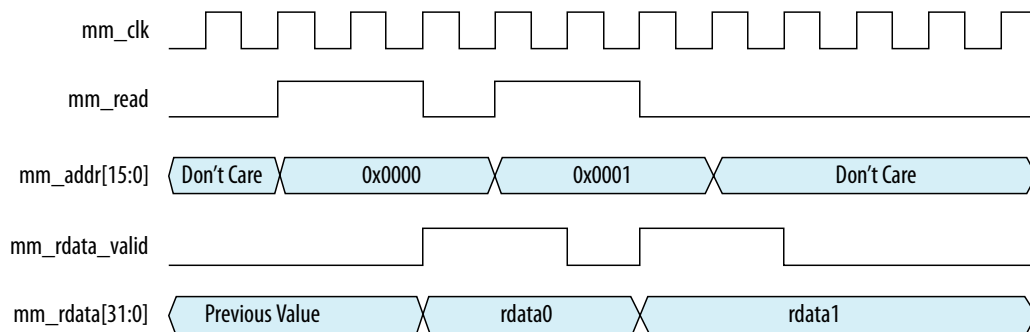 mm_clk
mm_read
mm_addr[15:0] Don't Care 0x0000 0x0001 Don't Care
mm_rdata_valid
mm_rdata[31:0] Previous Value rdata0 rdata1